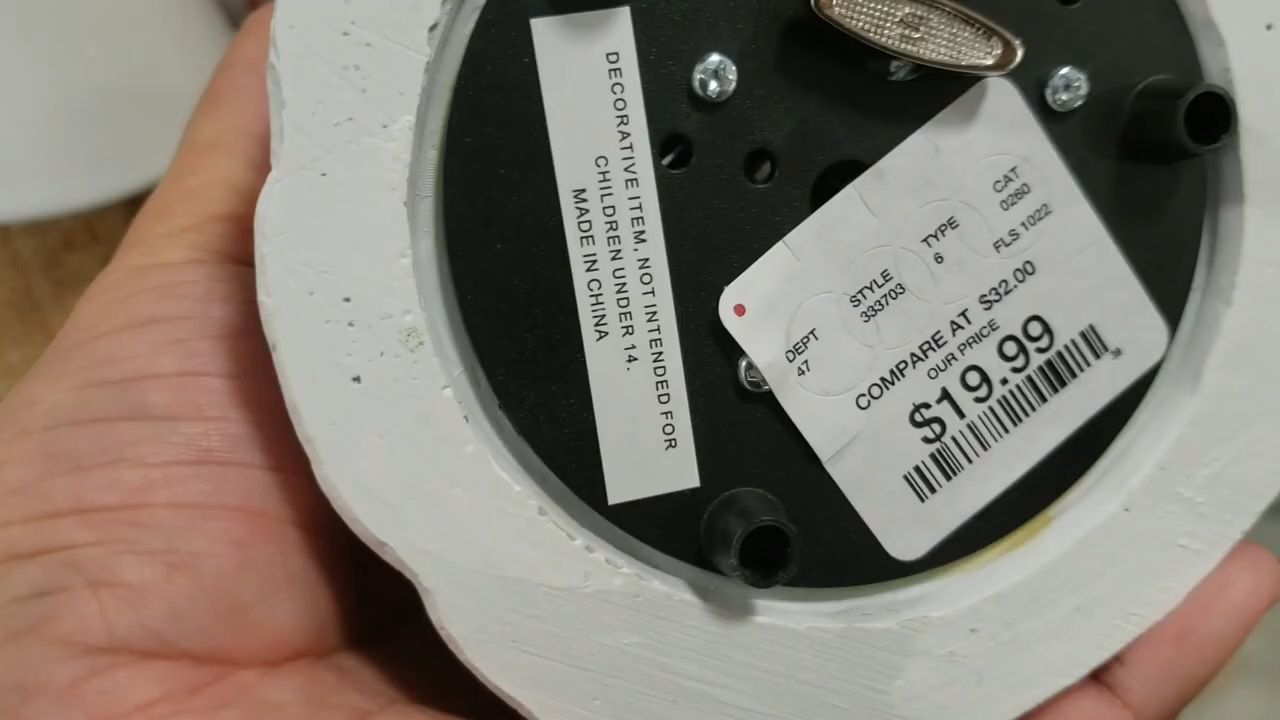 DECORATIVE ITEM, NOT INTENDED FOR
CHILDREN UNDER 14.
MADE IN CHINA
DEPT
47
STYLE
333703
TYPE
6
CAT
0260
FLS 1022
COMPARE AT $32.00
OUR PRICE
$19.99